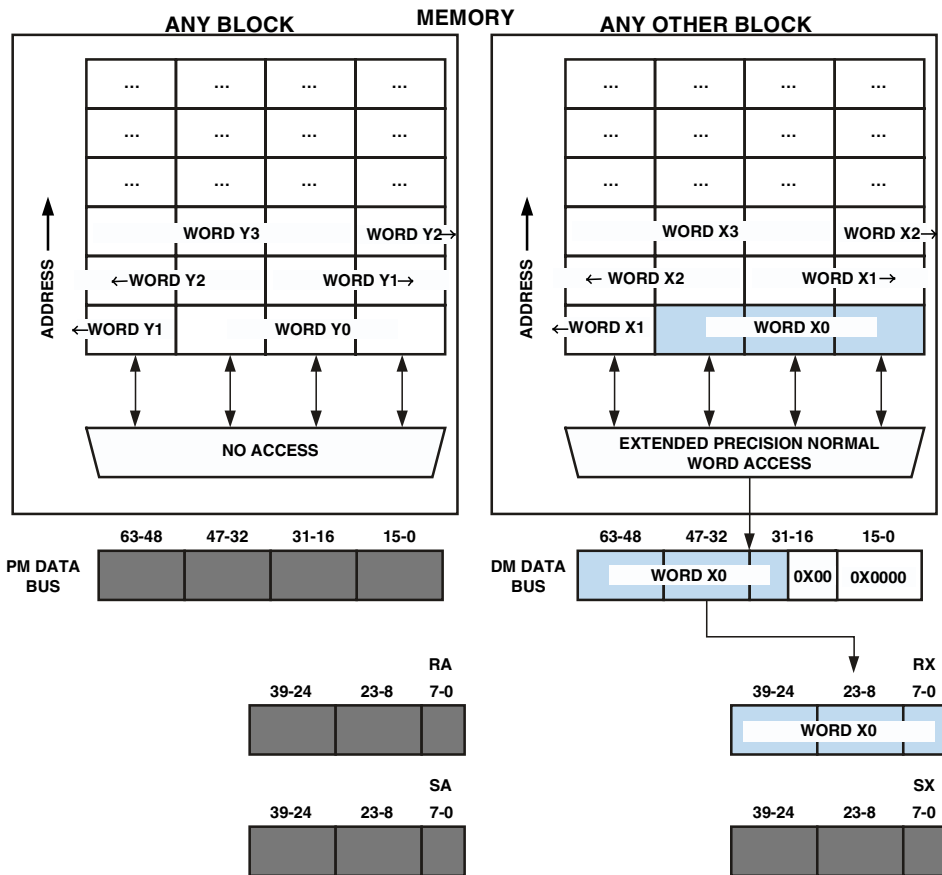 MEMORY
ANY BLOCK
ANY OTHER BLOCK
... ... ... ...
... ... ... ...
... ... ... ...
WORD Y3 WORD Y2→
←WORD Y2 WORD Y1→
←WORD Y1 WORD Y0
ADDRESS →
NO ACCESS
... ... ... ...
... ... ... ...
... ... ... ...
WORD X3 WORD X2→
←WORD X2 WORD X1→
←WORD X1 WORD X0
ADDRESS →
EXTENDED PRECISION NORMAL
WORD ACCESS
63-48 47-32 31-16 15-0
PM DATA
BUS
63-48 47-32 31-16 15-0
DM DATA
BUS
WORD X0 0X00 0X0000
RA
39-24 23-8 7-0
RX
39-24 23-8 7-0
WORD X0
SA
39-24 23-8 7-0
SX
39-24 23-8 7-0